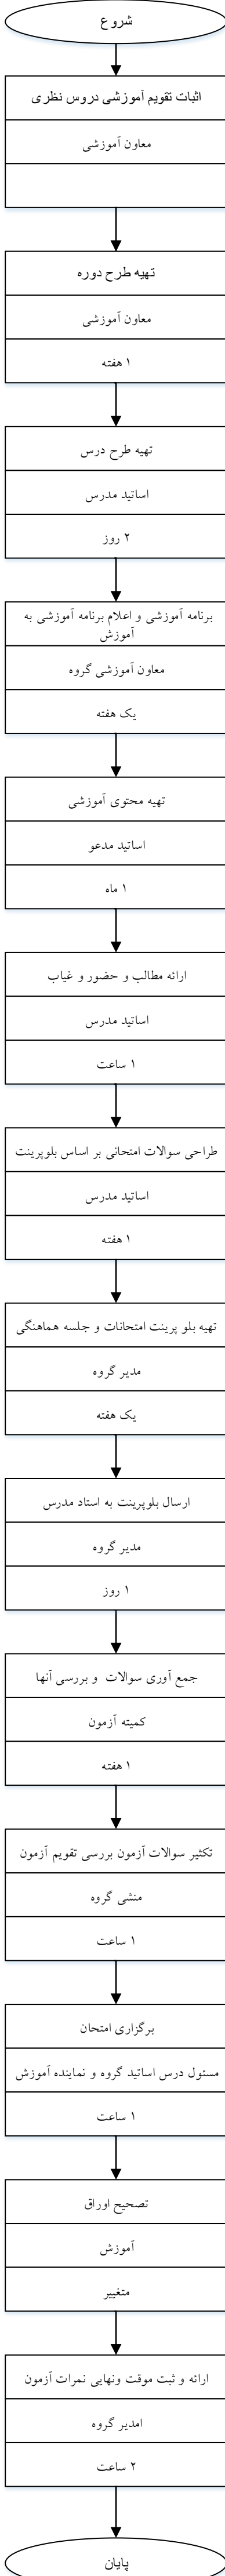 شروع
اثبات تقویم آموزشی دروس نظری
معاون آموزشی
تهیه طرح دوره
معاون آموزشی
۱ هفته
تهیه طرح درس
اساتید مدرس
۲ روز
برنامه آموزشی و اعلام برنامه آموزشی به
آموزش
معاون آموزشی گروه
یک هفته
تهیه محتوی آموزشی
اساتید مدعو
۱ ماه
ارائه مطالب و حضور و غیاب
اساتید مدرس
۱ ساعت
طراحی سوالات امتحانی بر اساس بلوپرینت
اساتید مدرس
۱ هفته
تهیه بلو پرینت امتحانات و جلسه هماهنگی
مدیر گروه
یک هفته
ارسال بلوپرینت به استاد مدرس
مدیر گروه
۱ روز
جمع آوری سوالات و بررسی آنها
کمیته آزمون
۱ هفته
تکثیر سوالات آزمون بررسی تقویم آزمون
منشی گروه
۱ ساعت
برگزاری امتحان
مسئول درس اساتید گروه و نماینده آموزش
۱ ساعت
تصحیح اوراق
آموزش
متغییر
ارائه و ثبت موقت ونهایی نمرات آزمون
امدیر گروه
۲ ساعت
پایان